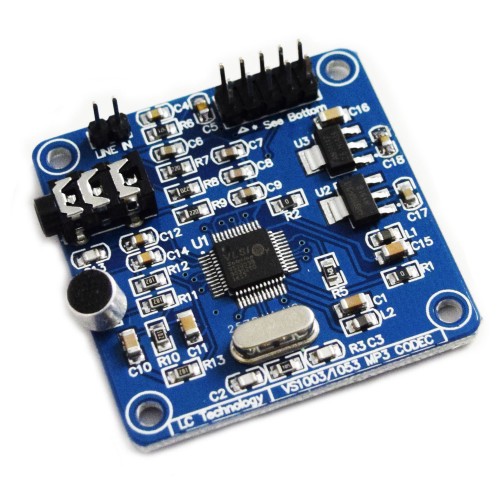 C4
R6
C5
LINE IN
△ * See Bottom
C16
C6
C7
U3
C18
R7
C8
R8
C9
U2
R9
R2
C17
C12
U1
L1
C14
VLSI
C15
R12
R1
R11
R5
C1
L2
C10
R10
C11
R13
R3
C3
C2
LC Technology
VS1003/1053 MP3 CODEC